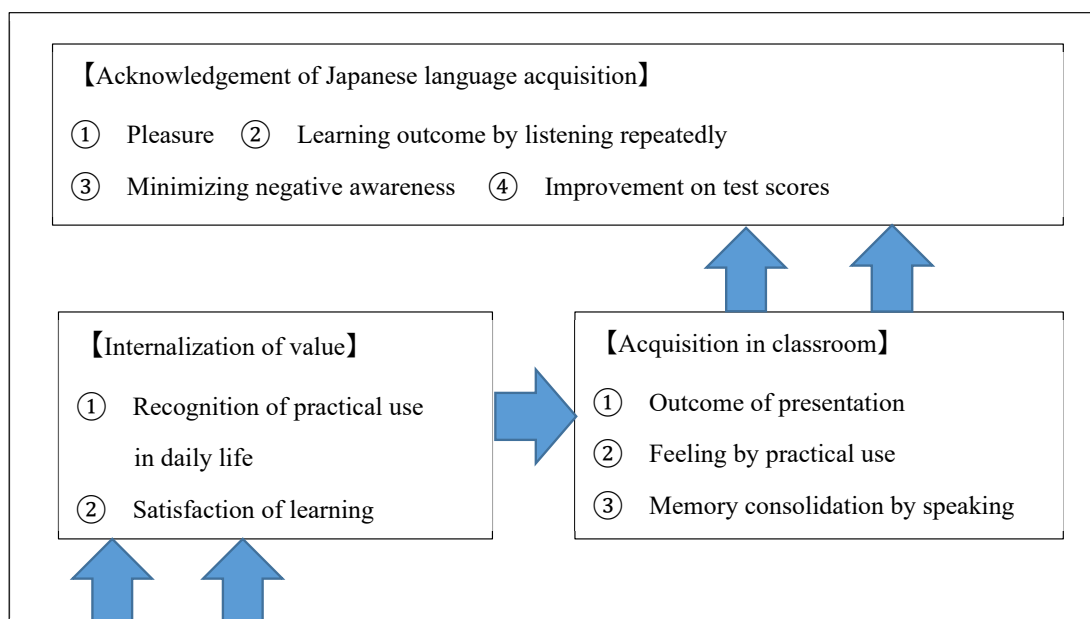 【Acknowledgement of Japanese language acquisition】
① Pleasure ② Learning outcome by listening repeatedly
③ Minimizing negative awareness ④ Improvement on test scores
【Internalization of value】
① Recognition of practical use
in daily life
② Satisfaction of learning
【Acquisition in classroom】
① Outcome of presentation
② Feeling by practical use
③ Memory consolidation by speaking